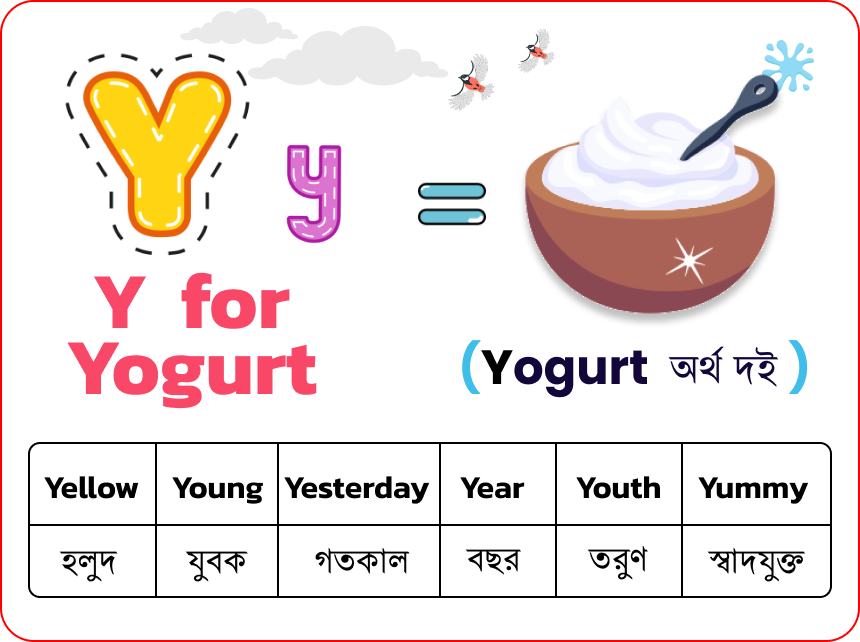 Y y =
Y for
Yogurt
(Yogurt অর্থ দই )
Yellow Young Yesterday Year Youth Yummy
হলুদ যুবক গতকাল বছর তরুণ স্বাদযুক্ত